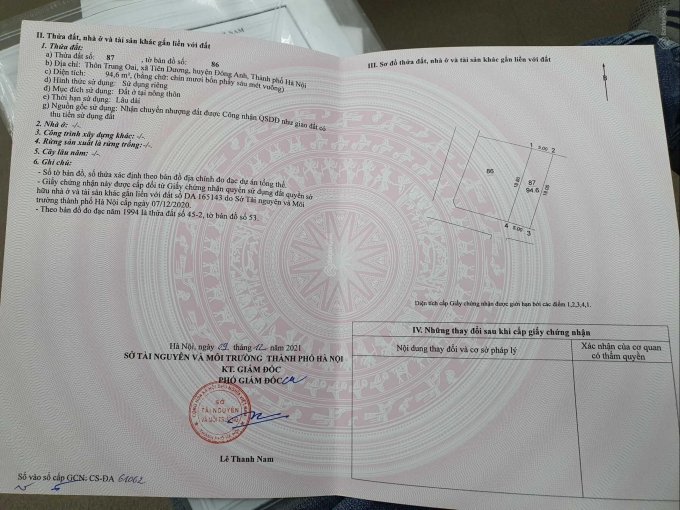 II. Thửa đất, nhà ở và tài sản khác gắn liền với đất
1. Thửa đất:
a) Thửa đất số: 87 , tờ bản đồ số: 86
b) Địa chỉ: Thôn Trung Oai, xã Tiên Dương, huyện Đông Anh, Thành phố Hà Nội
c) Diện tích: 94,6 m², (bằng chữ: chín mươi bốn phẩy sáu mét vuông)
d) Hình thức sử dụng: Sử dụng riêng
đ) Mục đích sử dụng: Đất ở tại nông thôn
e) Thời hạn sử dụng: Lâu dài
g) Nguồn gốc sử dụng: Nhận chuyển nhượng đất được Công nhận QSDĐ như giao đất có
thu tiền sử dụng đất
2. Nhà ở: -/-
3. Công trình xây dựng khác: -/-
4. Rừng sản xuất là rừng trồng: -/-
5. Cây lâu năm: -/-
6. Ghi chú:
- Số tờ bản đồ, số thửa xác định theo bản đồ địa chính đo đạc dự án tổng thể.
- Giấy chứng nhận này được cấp đổi từ Giấy chứng nhận quyền sử dụng đất quyền sở
hữu nhà ở và tài sản khác gắn liền với đất số DA 165143 do Sở Tài nguyên và Môi
trường thành phố Hà Nội cấp ngày 07/12/2020.
- Theo bản đồ đo đạc năm 1994 là thửa đất số 45-2, tờ bản đồ số 53.
Hà Nội, ngày 09 tháng 12 năm 2021
SỞ TÀI NGUYÊN VÀ MÔI TRƯỜNG THÀNH PHỐ HÀ NỘI
KT. GIÁM ĐỐC
PHÓ GIÁM ĐỐC
SỞ
TÀI NGUYÊN
VÀ MÔI TRƯỜNG
Lê Thanh Nam
Số vào sổ cấp GCN: CS-ĐA 61062
III. Sơ đồ thửa đất, nhà ở và tài sản khác gắn liền với đất
B
1 5.00 2
86
87
94.6
4 5.00 3
Diện tích cấp Giấy chứng nhận được giới hạn bởi các điểm 1,2,3,4,1.
IV. Những thay đổi sau khi cấp giấy chứng nhận
Nội dung thay đổi và cơ sở pháp lý
Xác nhận của cơ quan
có thẩm quyền